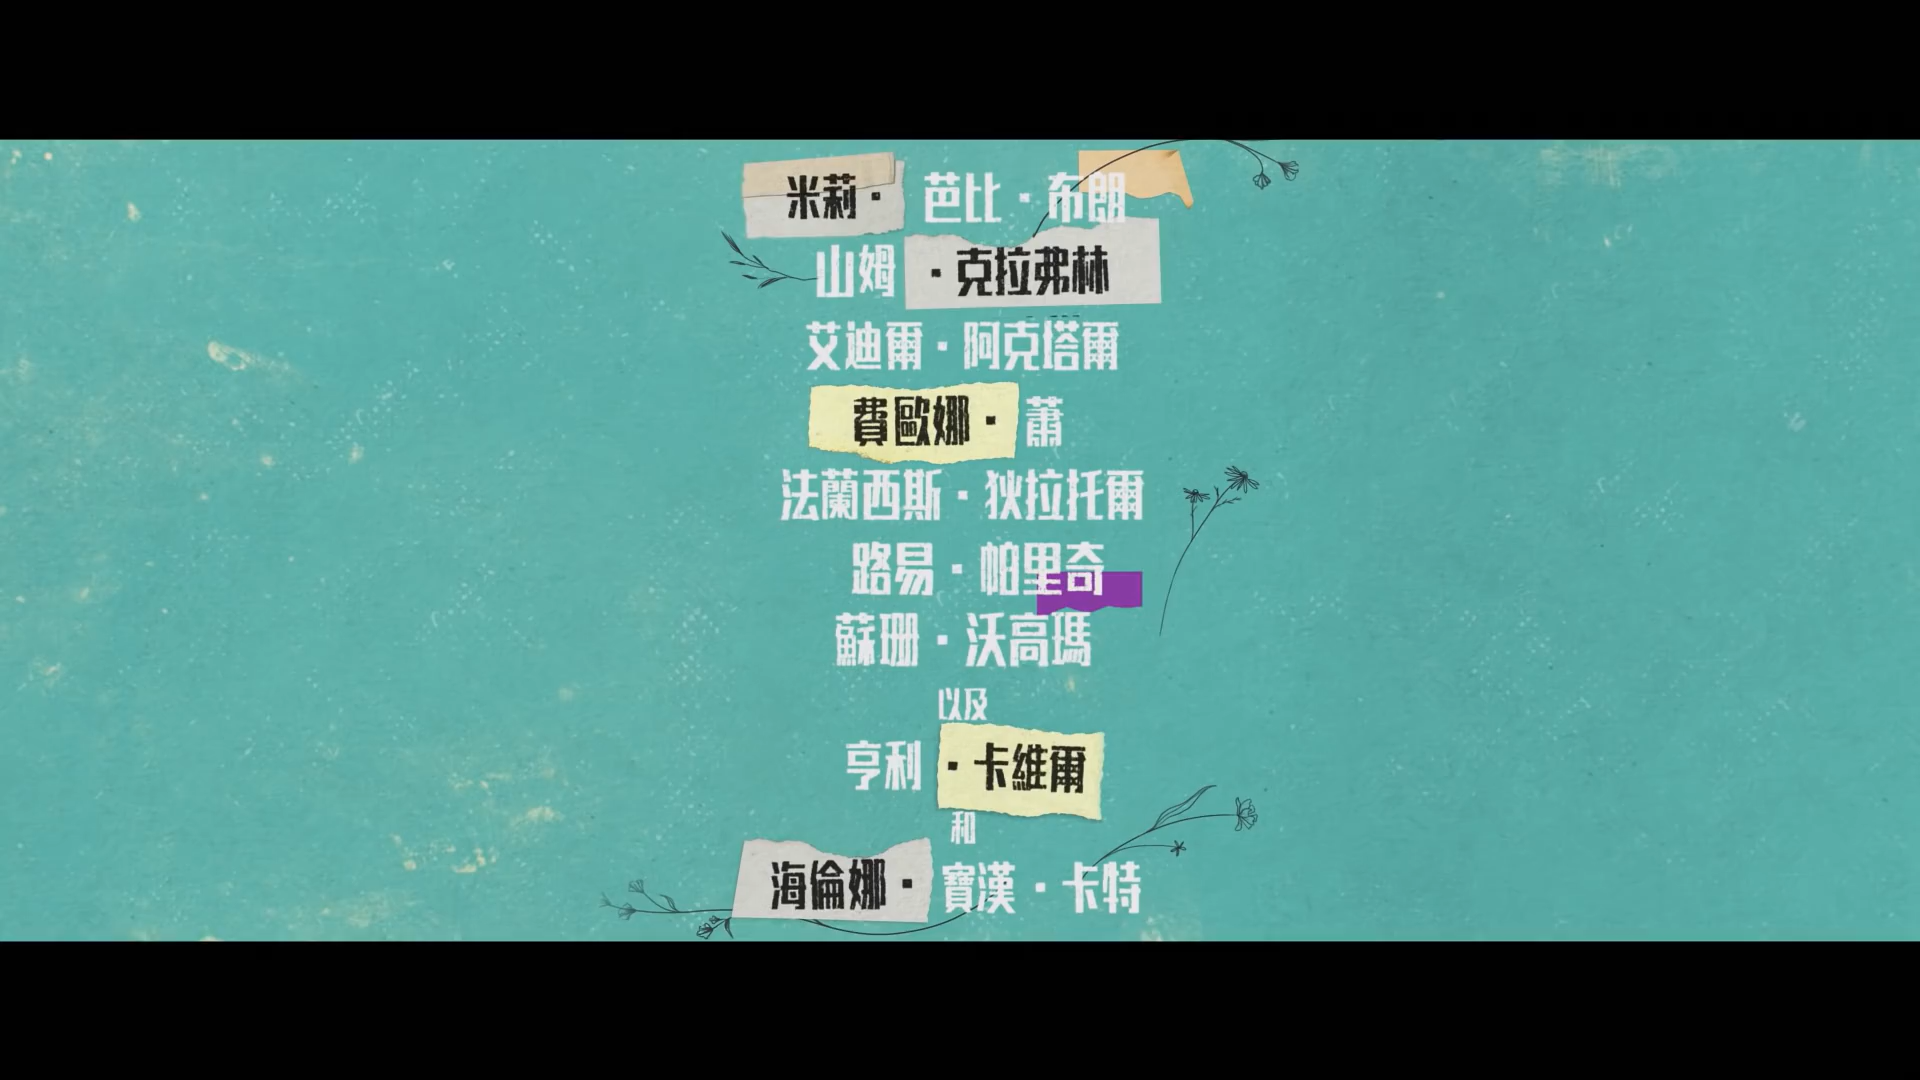 米莉·芭比·布朗
山姆·克拉弗林
艾迪爾·阿克塔爾
費歐娜·蕭
法蘭西斯·狄拉托爾
路易·帕里奇
蘇珊·沃高瑪
以及
亨利·卡維爾
和
海倫娜·寶漢·卡特